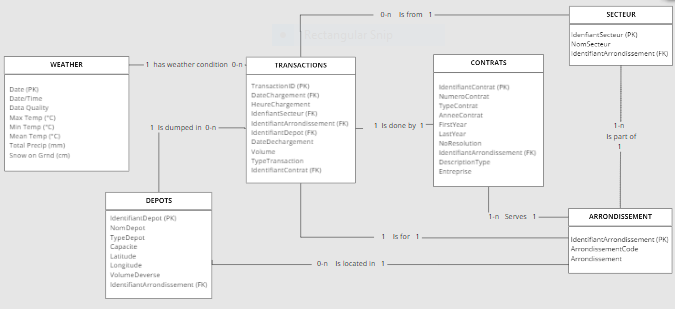 SECTEUR
IdenfiantSecteur (PK)
NomSecteur
IdentifiantArrondissement (FK)
0-n Is from 1
Rectangular Snip
WEATHER
Date (PK)
Date/Time
Data Quality
Max Temp (°C)
Min Temp (°C)
Mean Temp (°C)
Total Precip (mm)
Snow on Grnd (cm)
1 has weather condition 0-n
TRANSACTIONS
TransactionID (PK)
DateChargement (FK)
HeureChargement
IdenfiantSecteur (FK)
IdentifiantArrondissement (FK)
IdentifiantDepot (FK)
DateDechargement
Volume
TypeTransaction
IdentifiantContrat (FK)
CONTRATS
IdentifiantContrat (PK)
NumeroContrat
TypeContrat
AnneeContrat
FirstYear
LastYear
NoResolution
IdentifiantArrondissement (FK)
DescriptionType
Entreprise
1 Is dumped in 0-n
1 Is done by 1
1-n
Is part of
1
DEPOTS
IdentifiantDepot (PK)
NomDepot
TypeDepot
Capacite
Latitude
Longitude
VolumeDeverse
IdentifiantArrondissement (FK)
1-n Serves 1
1 Is for 1
0-n Is located in 1
ARRONDISSEMENT
IdentifiantArrondissement (PK)
ArrondissementCode
Arrondissement